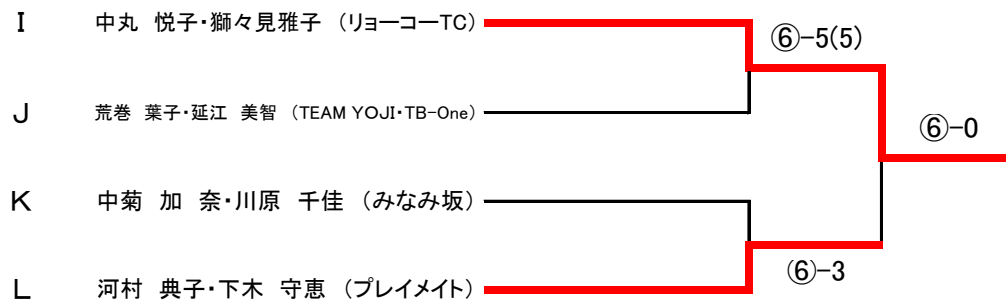 I 中丸 悦子・獅々見雅子 (リョーコーTC)
⑥-5(5)
J 荒巻 葉子・延江 美智 (TEAM YOJI・TB-One)
⑥-0
K 中菊 加 奈・川原 千佳 (みなみ坂)
⑥-3
L 河村 典子・下木 守恵 (プレイメイト)